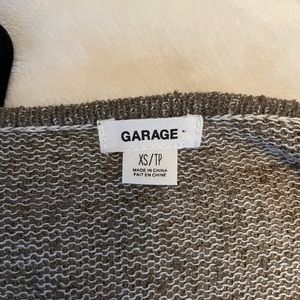 GARAGE
XS/TP
MADE IN CHINA
FAIT EN CHINE